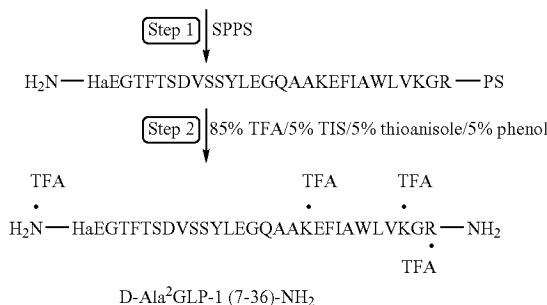 Step 1 SPPS
H₂N — HaEGTFTSDVSSYLEGQAAKEFIAWLVKGR — PS
Step 2 85% TFA/5% TIS/5% thioanisole/5% phenol
TFA TFA TFA
H₂N — HaEGTFTSDVSSYLEGQAAKEFIAWLVKGR — NH₂
TFA
D-Ala²GLP-1 (7-36)-NH₂